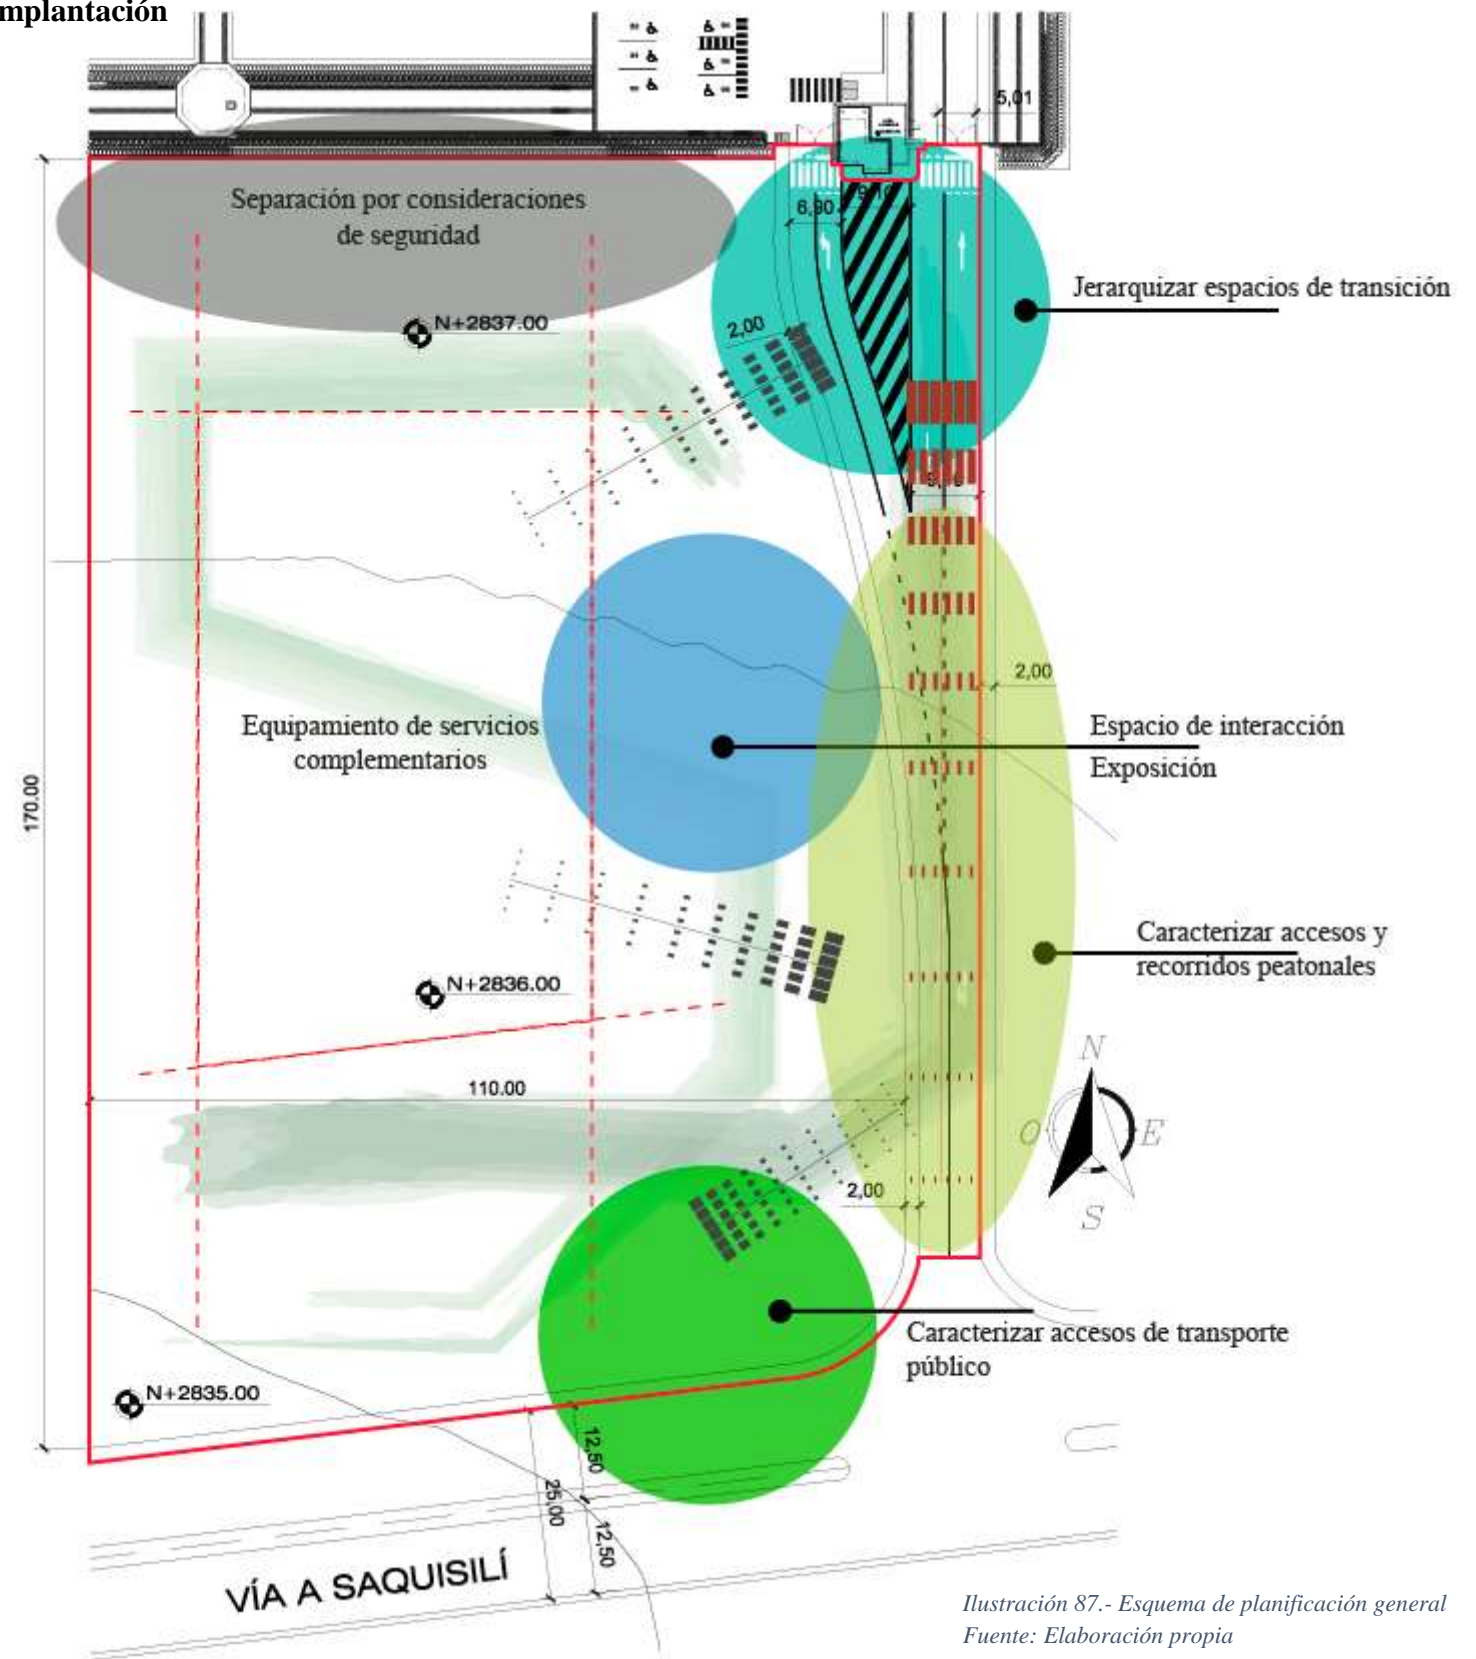 mplantación
5,01
Separación por consideraciones
de seguridad
6,90
9,10
Jerarquizar espacios de transición
N+2837.00
2,00
2,00
Equipamiento de servicios
complementarios
Espacio de interacción
Exposición
170.00
Caracterizar accesos y
recorridos peatonales
N+2836.00
N
110.00
O
E
2,00
S
Caracterizar accesos de transporte
público
N+2835.00
12,50
25,00
12,50
VÍA A SAQUISILÍ
Ilustración 87.- Esquema de planificación general
Fuente: Elaboración propia